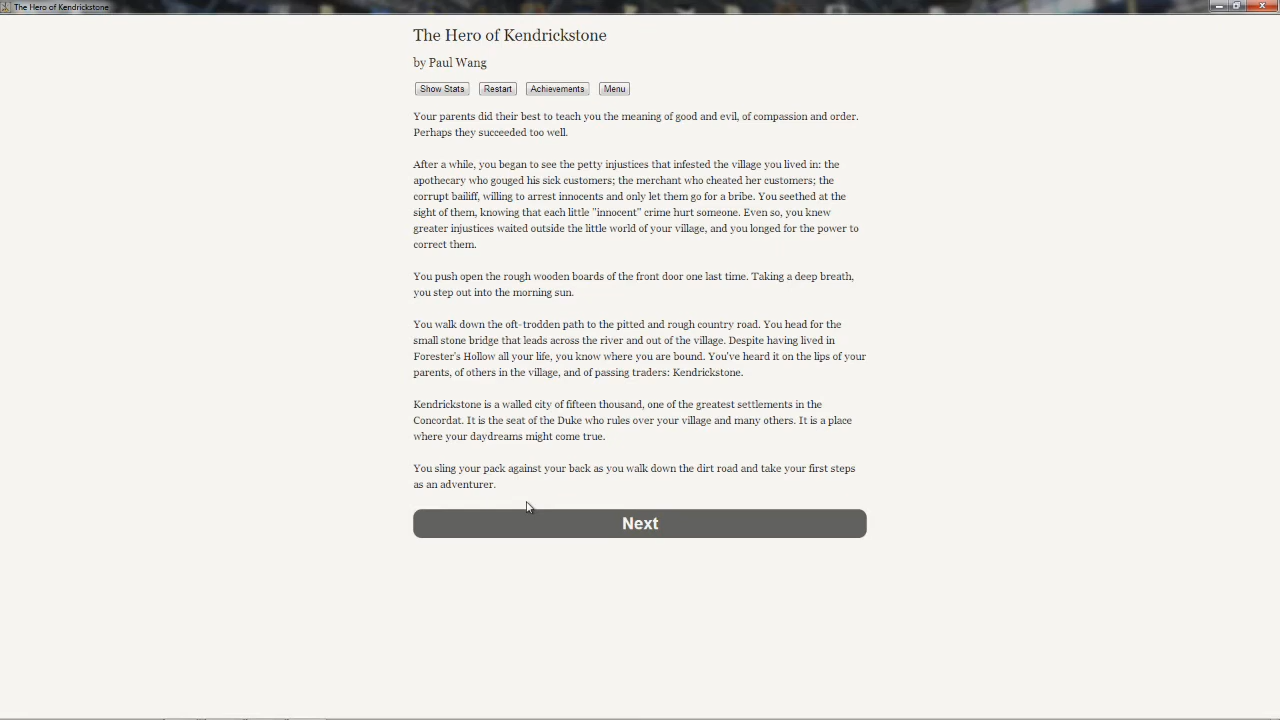 The Hero of Kendrickstone
The Hero of Kendrickstone
by Paul Wang
Show Stats Restart Achievements Menu
Your parents did their best to teach you the meaning of good and evil, of compassion and order.
Perhaps they succeeded too well.
After a while, you began to see the petty injustices that infested the village you lived in: the
apothecary who gouged his sick customers; the merchant who cheated her customers; the
corrupt bailiff, willing to arrest innocents and only let them go for a bribe. You seethed at the
sight of them, knowing that each little "innocent" crime hurt someone. Even so, you knew
greater injustices waited outside the little world of your village, and you longed for the power to
correct them.
You push open the rough wooden boards of the front door one last time. Taking a deep breath,
you step out into the morning sun.
You walk down the oft-trodden path to the pitted and rough country road. You head for the
small stone bridge that leads across the river and out of the village. Despite having lived in
Forester's Hollow all your life, you know where you are bound. You've heard it on the lips of your
parents, of others in the village, and of passing traders: Kendrickstone.
Kendrickstone is a walled city of fifteen thousand, one of the greatest settlements in the
Concordat. It is the seat of the Duke who rules over your village and many others. It is a place
where your daydreams might come true.
You sling your pack against your back as you walk down the dirt road and take your first steps
as an adventurer.
Next